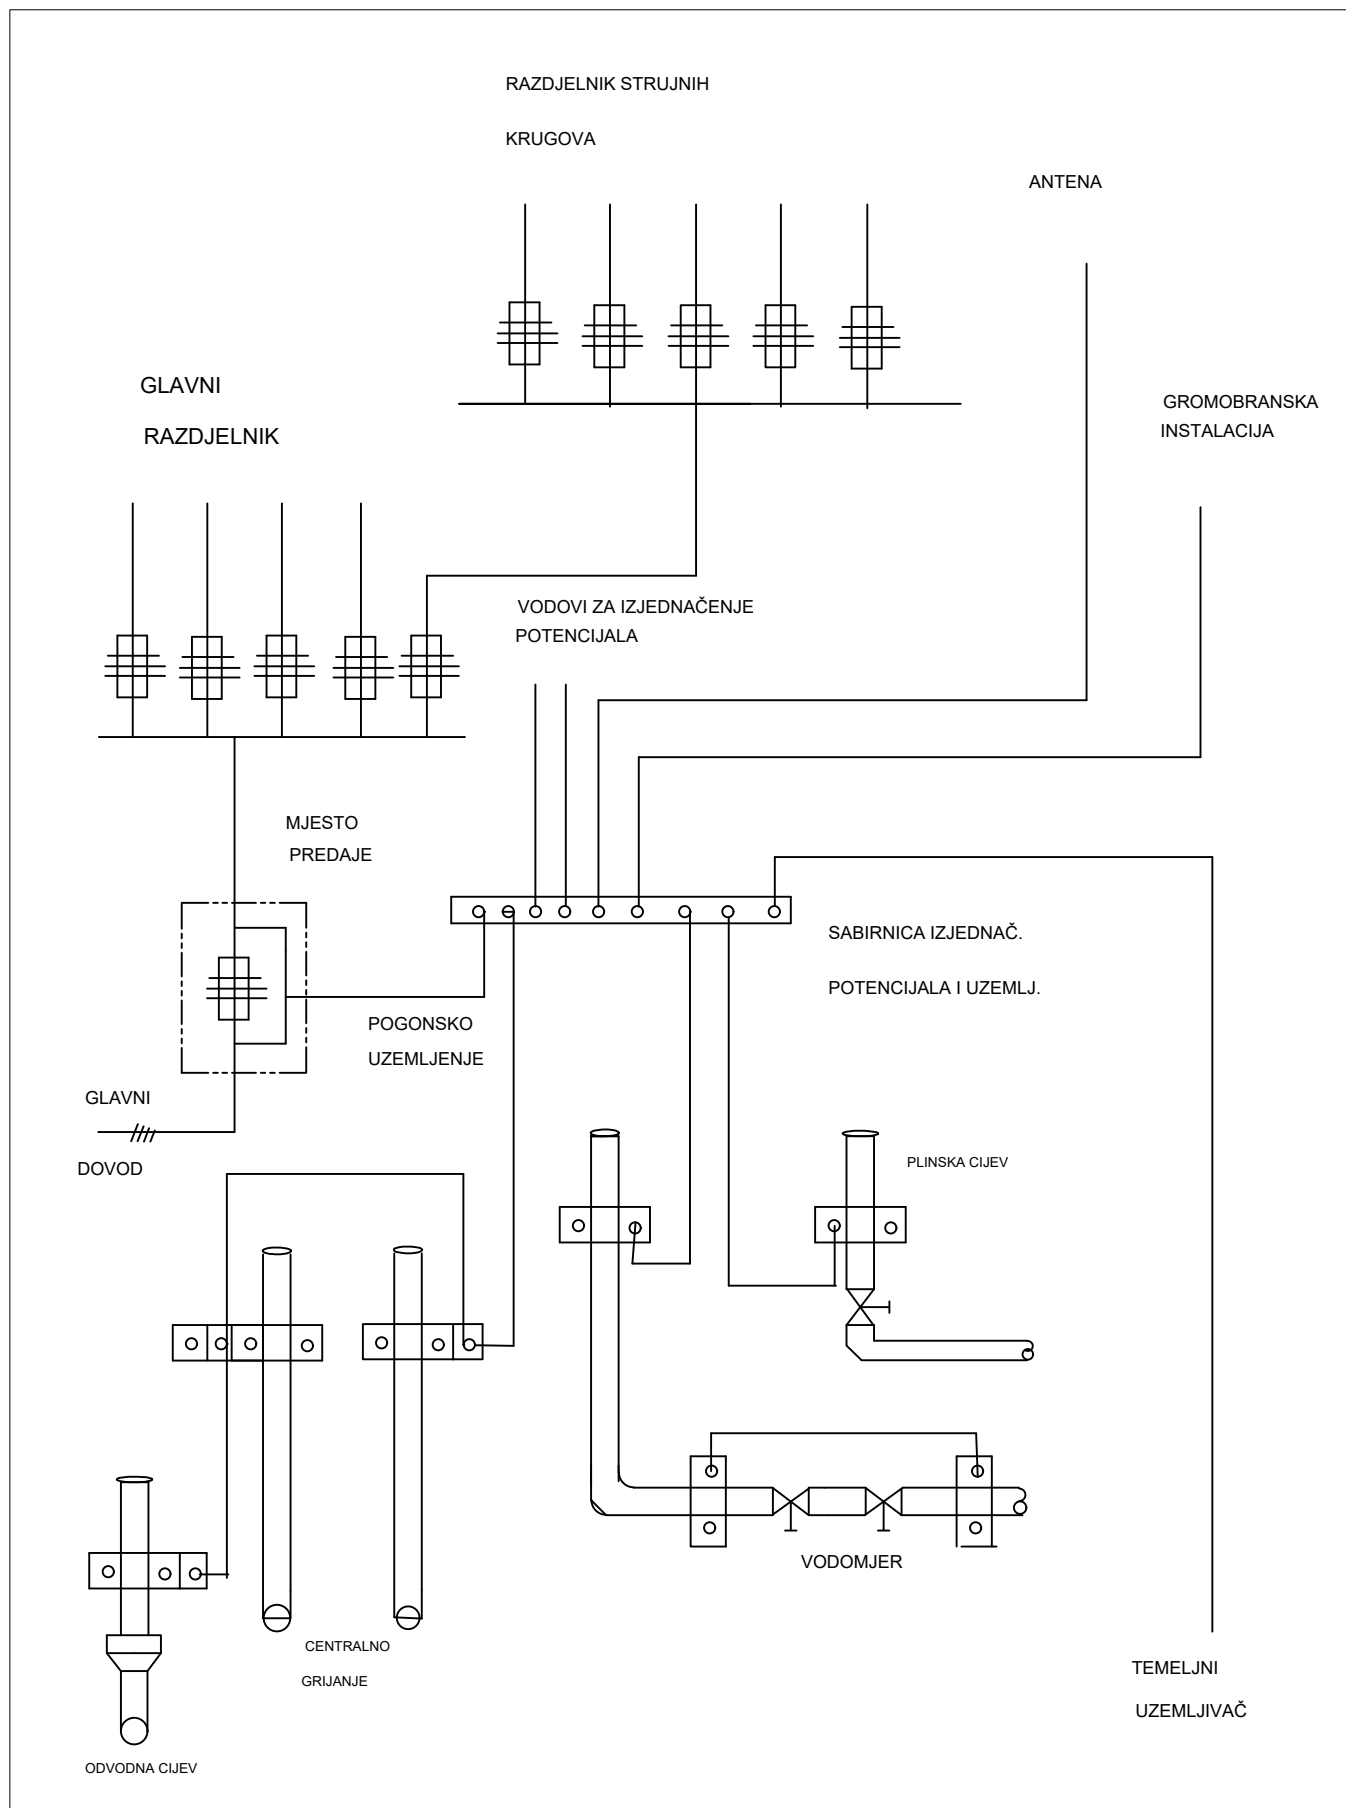 RAZDJELNIK STRUJNIH
KRUGOVA
ANTENA
GLAVNI
RAZDJELNIK
GROMOBRANSKA
INSTALACIJA
VODOVI ZA IZJEDNAČENJE
POTENCIJALA
MJESTO
PREDAJE
SABIRNICA IZJEDNAČ.
POTENCIJALA I UZEMLJ.
POGONSKO
UZEMLJENJE
GLAVNI
DOVOD
PLINSKA CIJEV
VODOMJER
CENTRALNO
GRIJANJE
TEMELJNI
UZEMLJIVAČ
ODVODNA CIJEV